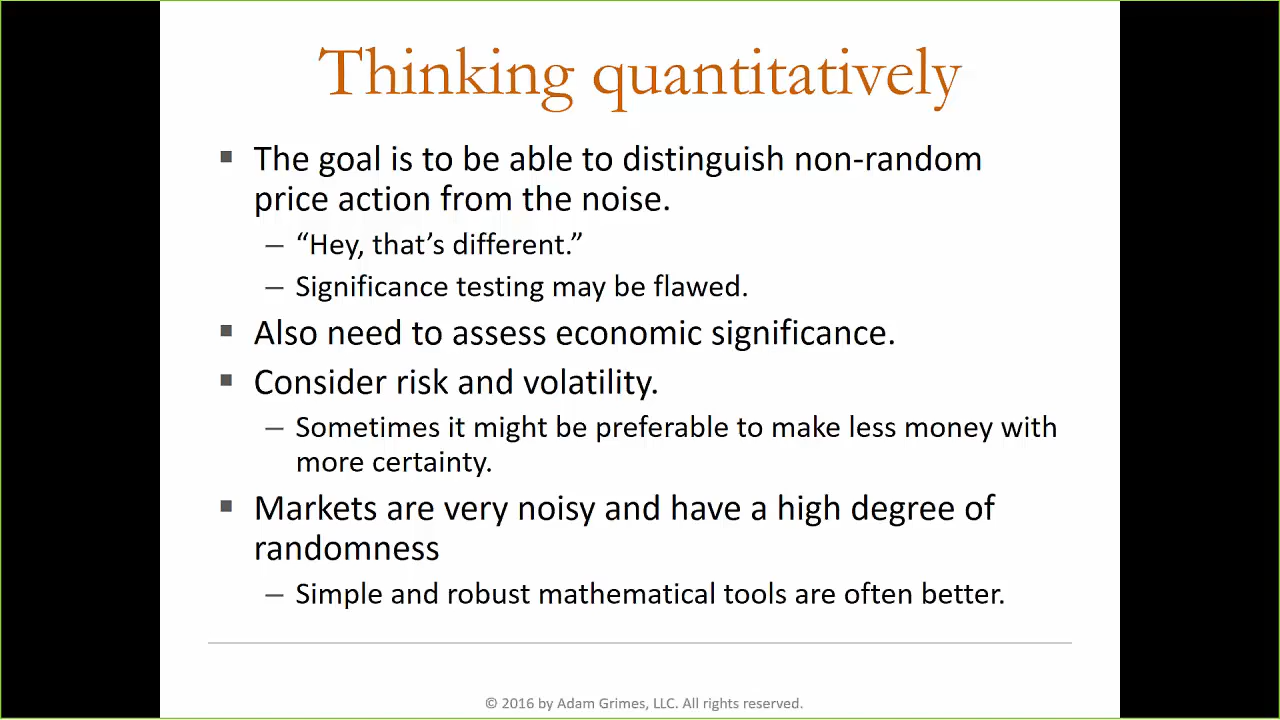 Thinking quantitatively
▪ The goal is to be able to distinguish non-random
price action from the noise.
– “Hey, that’s different.”
– Significance testing may be flawed.
▪ Also need to assess economic significance.
▪ Consider risk and volatility.
– Sometimes it might be preferable to make less money with
more certainty.
▪ Markets are very noisy and have a high degree of
randomness
– Simple and robust mathematical tools are often better.
© 2016 by Adam Grimes, LLC. All rights reserved.